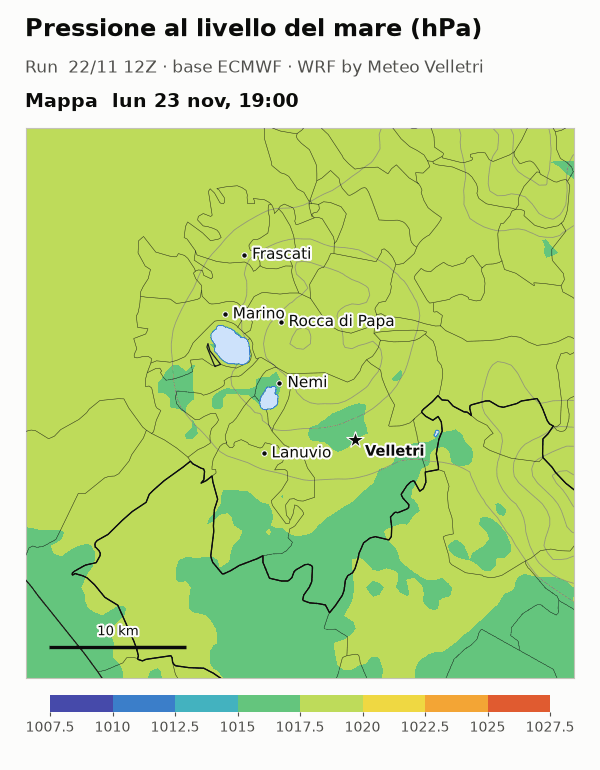 Pressione al livello del mare (hPa)
Run 22/11 12Z · base ECMWF · WRF by Meteo Velletri
Mappa lun 23 nov, 19:00
Frascati
Marino
Rocca di Papa
Nemi
Lanuvio
Velletri
10 km
1007.5 1010 1012.5 1015 1017.5 1020 1022.5 1025 1027.5